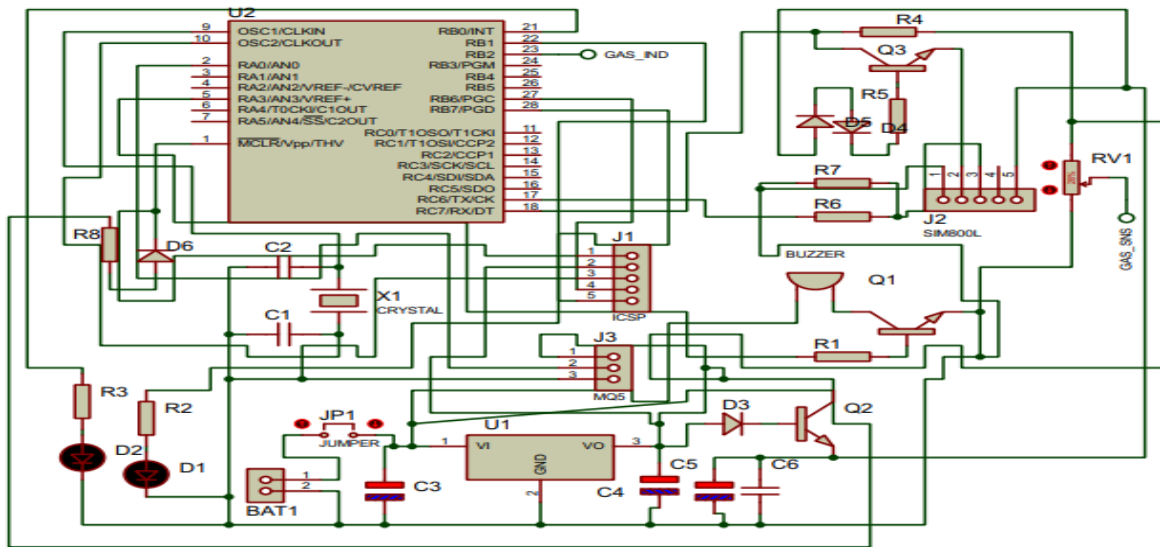 U2
9 OSC1/CLKIN RB0/INT 21
10 OSC2/CLKOUT RB1 22
RB2 23
2 RA0/AN0 RB3/PGM 24
3 RA1/AN1 RB4 25
4 RA2/AN2/VREF-/CVREF RB5 26
5 RA3/AN3/VREF+ RB6/PGC 27
6 RA4/T0CKI/C1OUT RB7/PGD 28
7 RA5/AN4/SS/C2OUT
RC0/T1OSO/T1CKI 11
1 MCLR/Vpp/THV RC1/T1OSI/CCP2 12
RC2/CCP1 13
RC3/SCK/SCL 14
RC4/SDI/SDA 15
RC5/SDO 16
RC6/TX/CK 17
RC7/RX/DT 18
GAS_IND
R4
Q3
R5
D5 D4
R7
R6
1 2 3 4 5
J2
SIM800L
RV1
GAS_SNS
R8
D6
C2
X1
CRYSTAL
C1
J1
1
2
3
4
5
ICSP
BUZZER
Q1
R1
J3
1
2
3
MQ5
R3
R2
D2
D1
JP1
JUMPER
BAT1
1
2
C3
U1
1 VI VO 3
GND
2
C4
C5
C6
D3
Q2